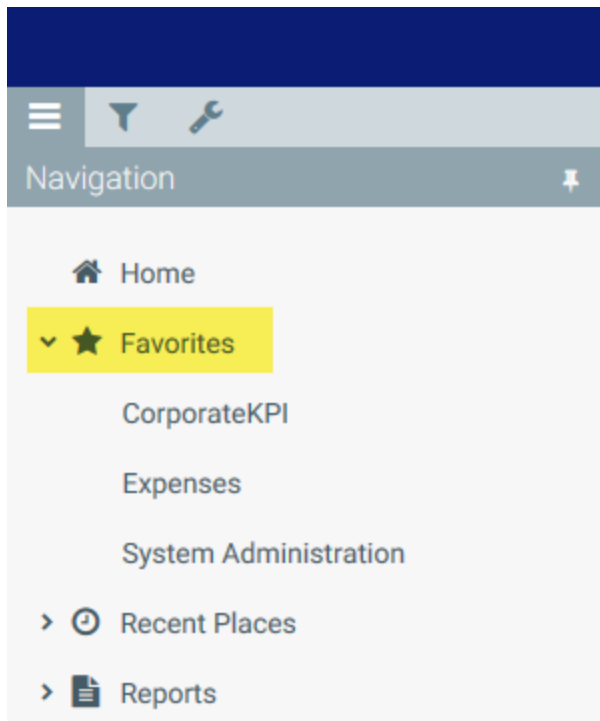 Navigation
Home
Favorites
CorporateKPI
Expenses
System Administration
Recent Places
Reports